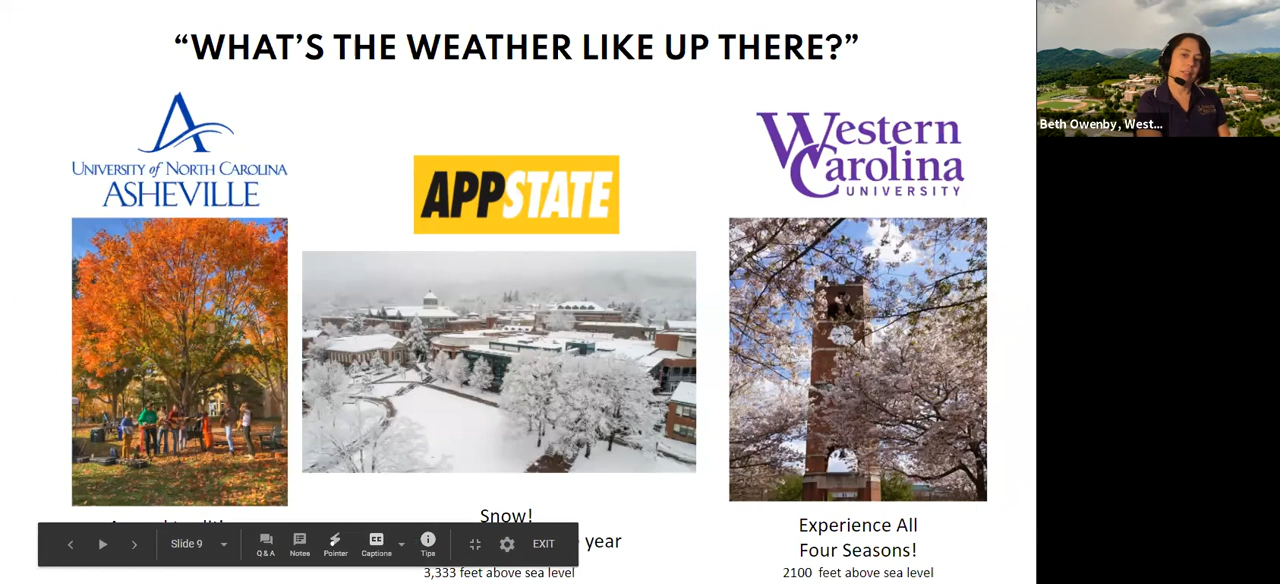 “WHAT’S THE WEATHER LIKE UP THERE?”
UNIVERSITY of NORTH CAROLINA
ASHEVILLE
APPSTATE
Western
Carolina
UNIVERSITY
Beth Owenby, West...
Snow!
year
3,333 feet above sea level
Experience All
Four Seasons!
2100 feet above sea level
Slide 9
Q & A
Notes
Pointer
CC
Captions
Tips
EXIT